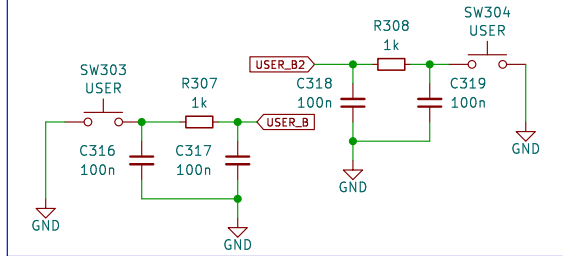 SW304
USER
R308
1k
USER_B2
C318
100n
C319
100n
SW303
USER
R307
1k
USER_B
C316
100n
C317
100n
GND
GND
GND
GND